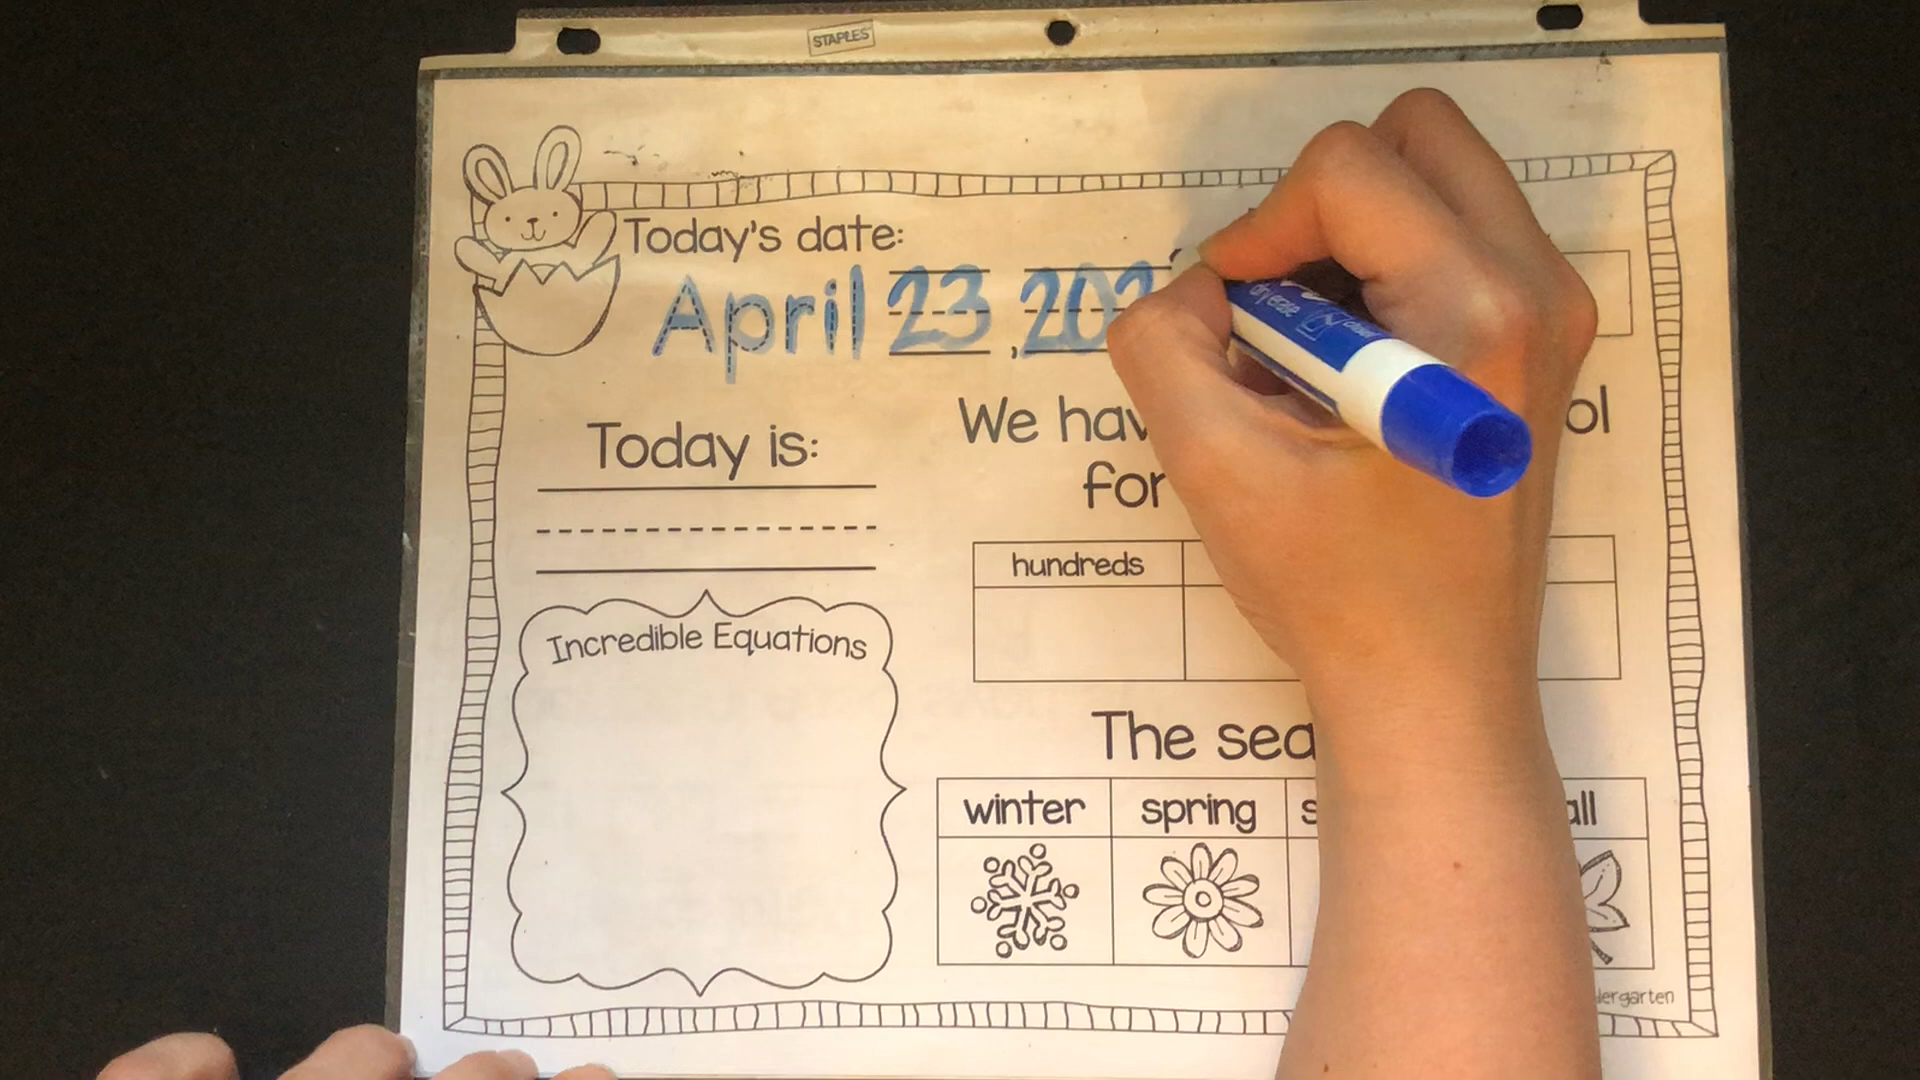 STAPLES
Today's date:
April 23, 202
Today is:
We hav ol
for
hundreds
Incredible Equations
The sea
winter spring s all
dergarten